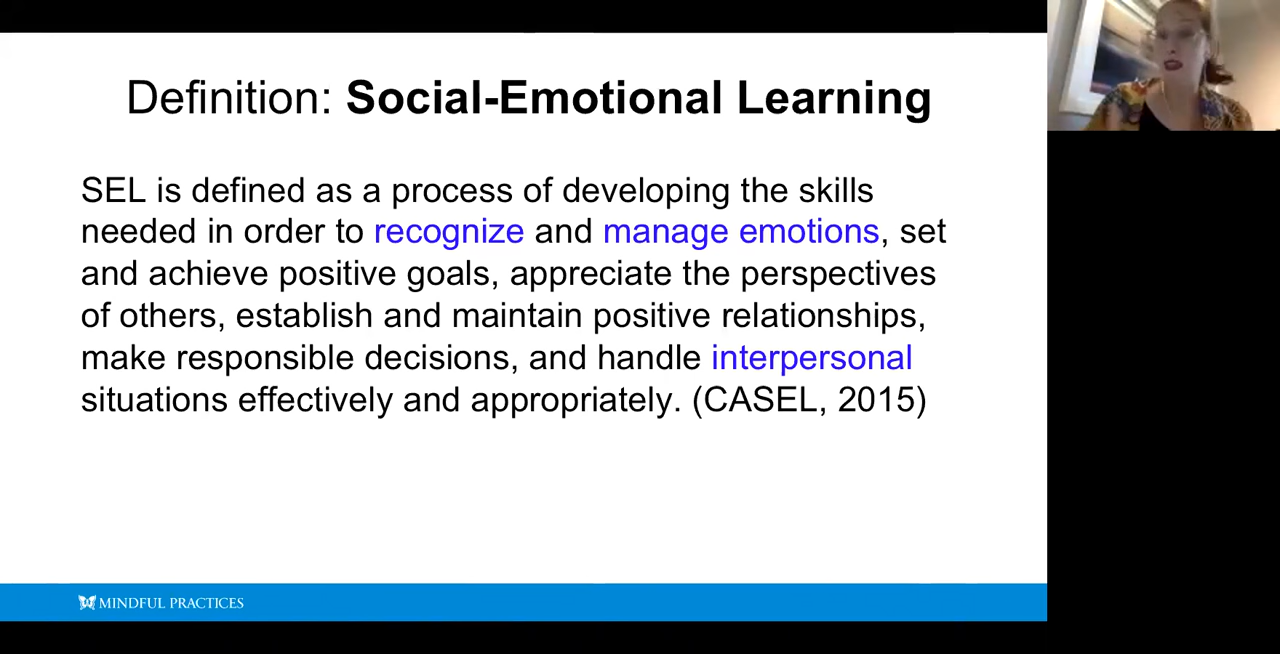 Definition: Social-Emotional Learning
SEL is defined as a process of developing the skills
needed in order to recognize and manage emotions, set
and achieve positive goals, appreciate the perspectives
of others, establish and maintain positive relationships,
make responsible decisions, and handle interpersonal
situations effectively and appropriately. (CASEL, 2015)
MINDFUL PRACTICES